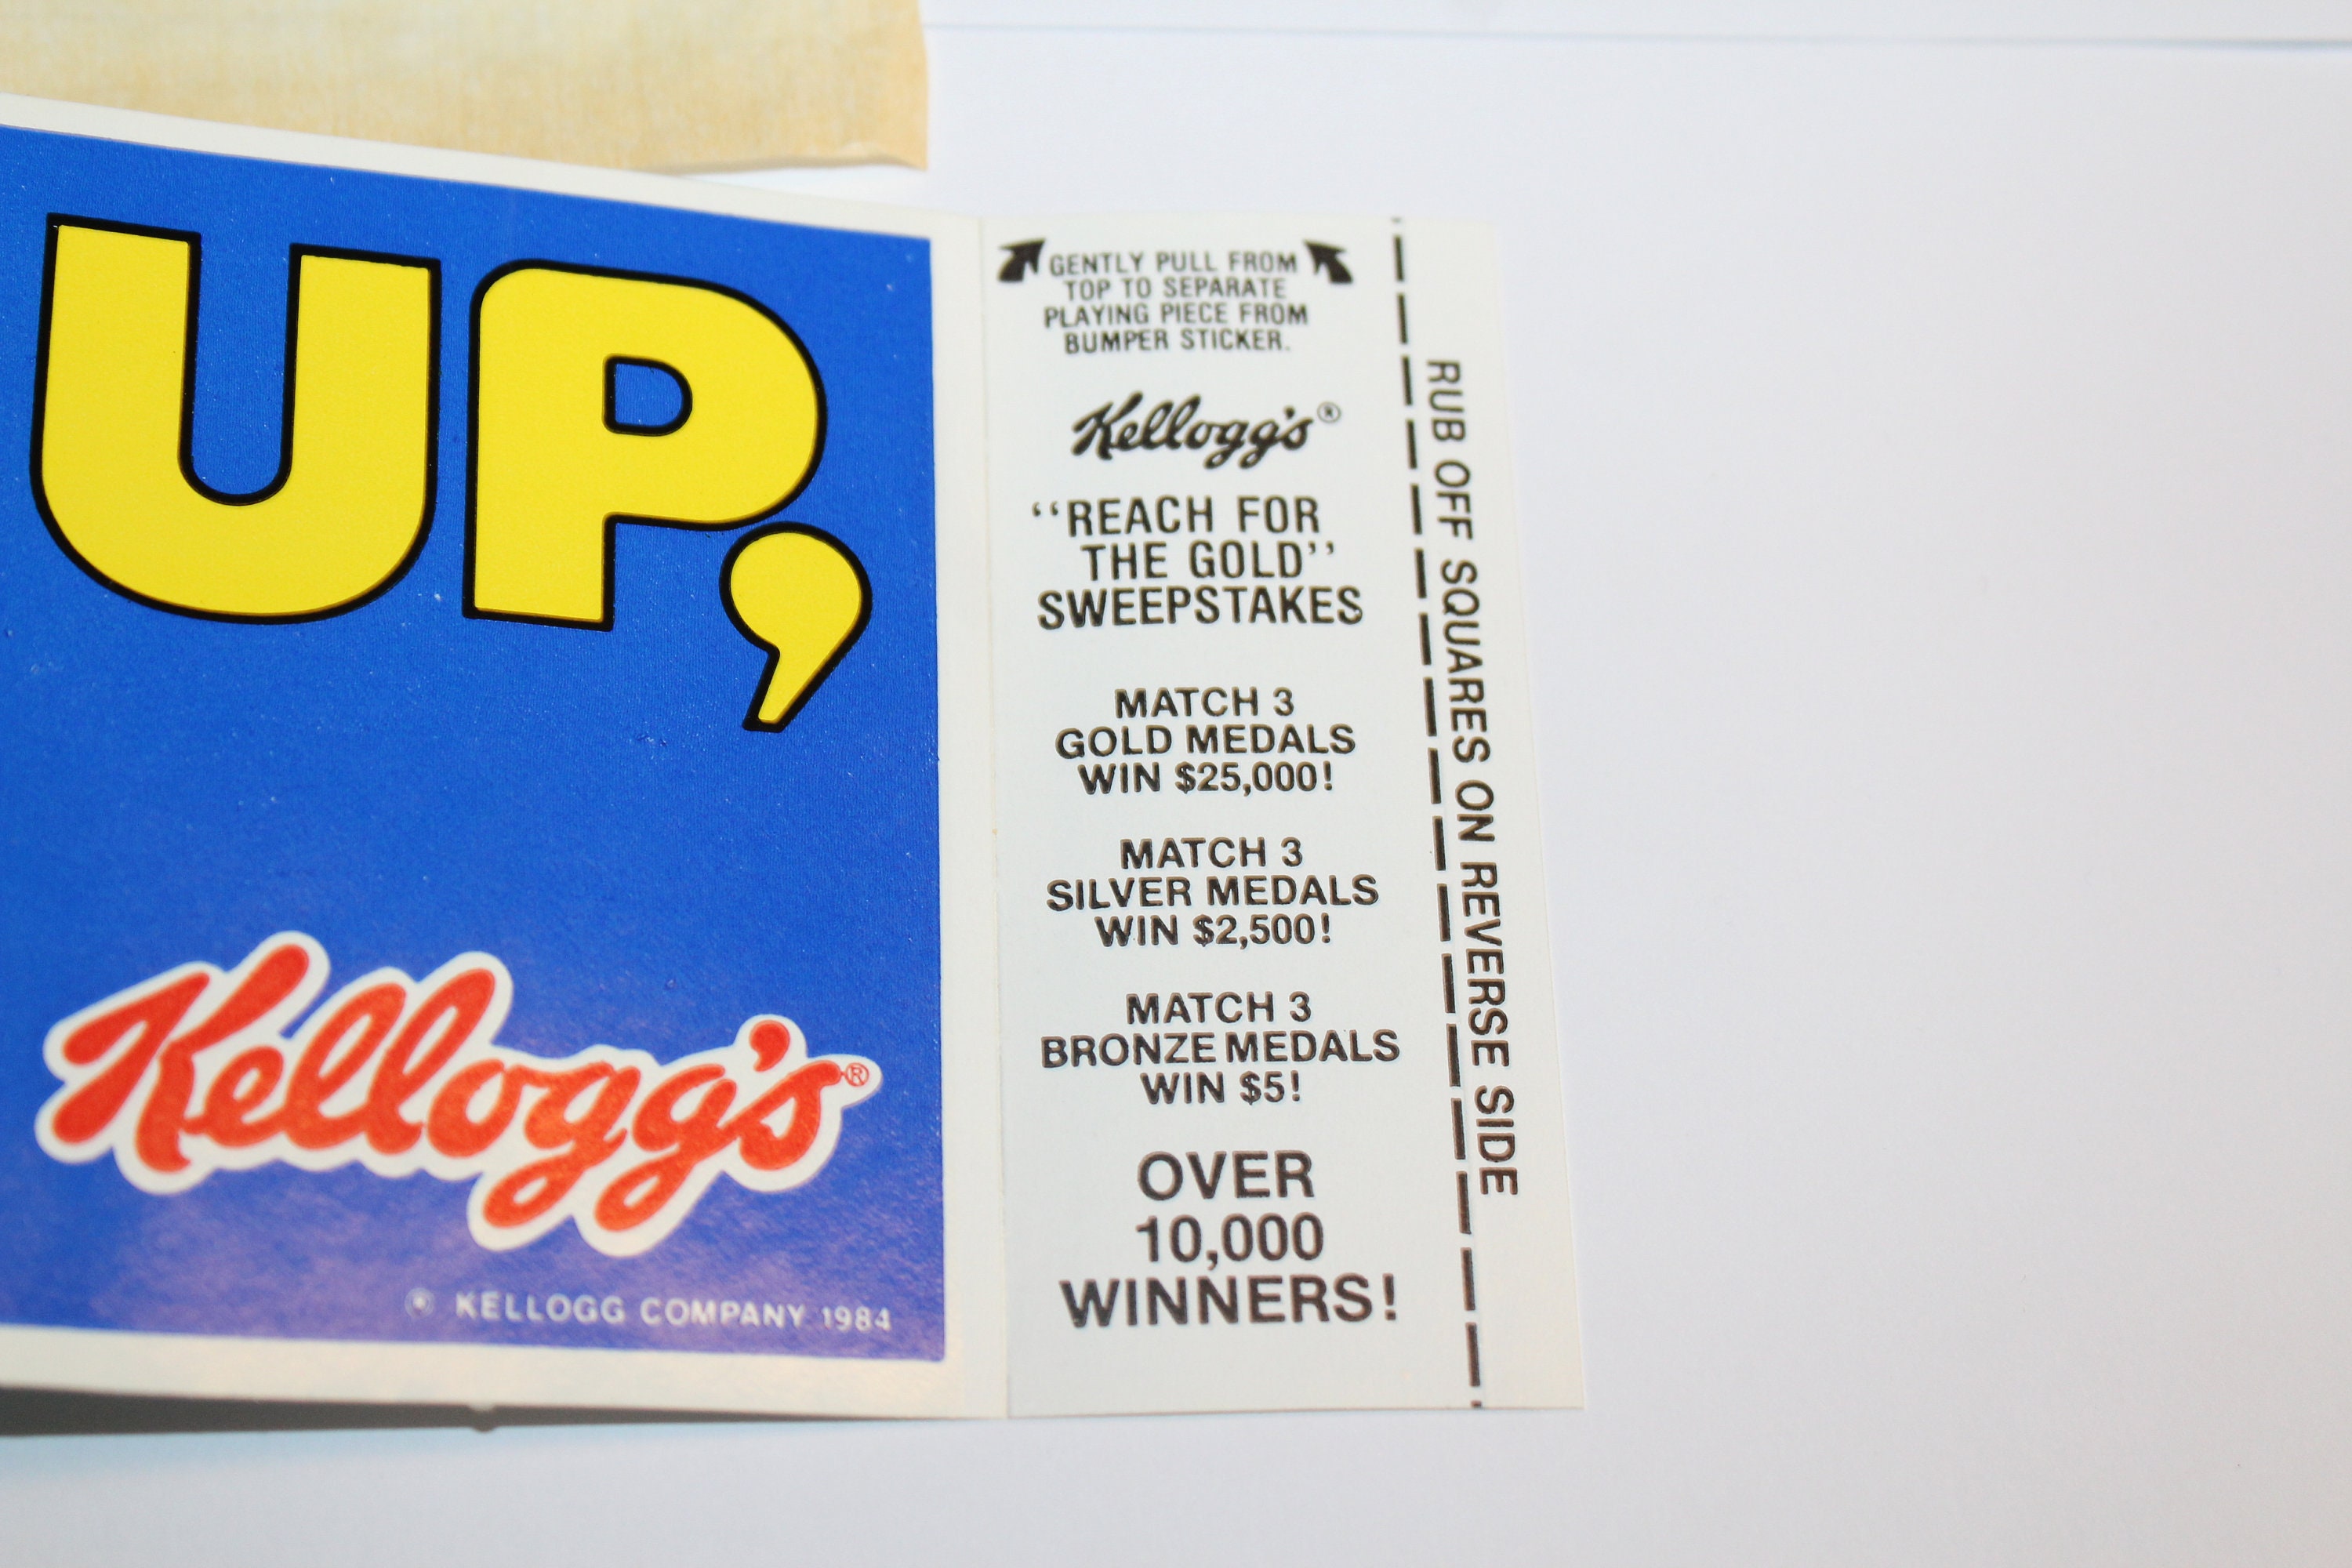 UP,
Kellogg's®
® KELLOGG COMPANY 1984
GENTLY PULL FROM
TOP TO SEPARATE
PLAYING PIECE FROM
BUMPER STICKER.
Kellogg's®
“REACH FOR
THE GOLD”
SWEEPSTAKES
MATCH 3
GOLD MEDALS
WIN $25,000!
MATCH 3
SILVER MEDALS
WIN $2,500!
MATCH 3
BRONZE MEDALS
WIN $5!
OVER
10,000
WINNERS!
RUB OFF SQUARES ON REVERSE SIDE